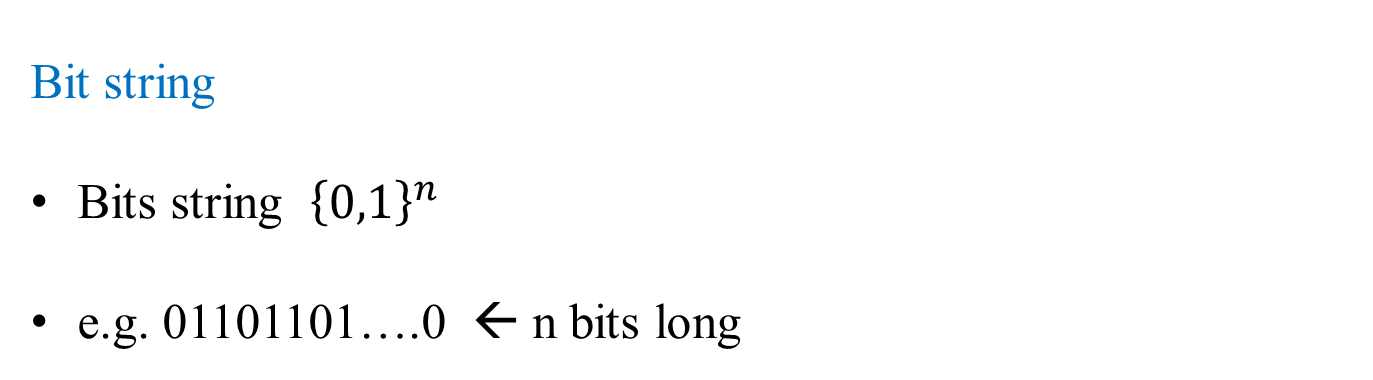 Bit string
• Bits string {0,1}ⁿ
• e.g. 01101101….0 ← n bits long